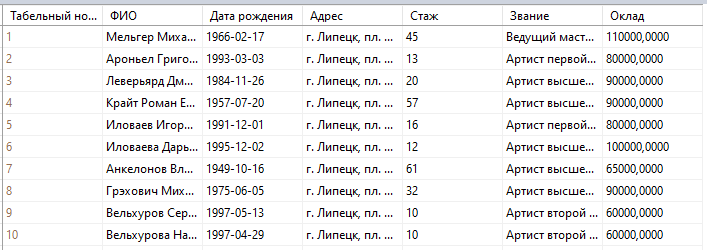 Табельный но... ФИО Дата рождения Адрес Стаж Звание Оклад
1 Мельгер Миха... 1966-02-17 г. Липецк, пл. ... 45 Ведущий маст... 110000,0000
2 Ароньел Григо... 1993-03-03 г. Липецк, пл. ... 13 Артист первой... 80000,0000
3 Леверьярд Дм... 1984-11-26 г. Липецк, пл. ... 20 Артист высше... 90000,0000
4 Крайт Роман Е... 1957-07-20 г. Липецк, пл. ... 57 Артист высше... 90000,0000
5 Иловаев Игор... 1991-12-01 г. Липецк, пл. ... 16 Артист первой... 80000,0000
6 Иловаева Дарь... 1995-12-02 г. Липецк, пл. ... 12 Артист высше... 100000,0000
7 Анкелонов Вл... 1949-10-16 г. Липецк, пл. ... 61 Артист высше... 65000,0000
8 Грэхович Мих... 1975-06-05 г. Липецк, пл. ... 32 Артист высше... 90000,0000
9 Вельхуров Сер... 1997-05-13 г. Липецк, пл. ... 10 Артист второй ... 60000,0000
10 Вельхурова На... 1997-04-29 г. Липецк, пл. ... 10 Артист второй ... 60000,0000